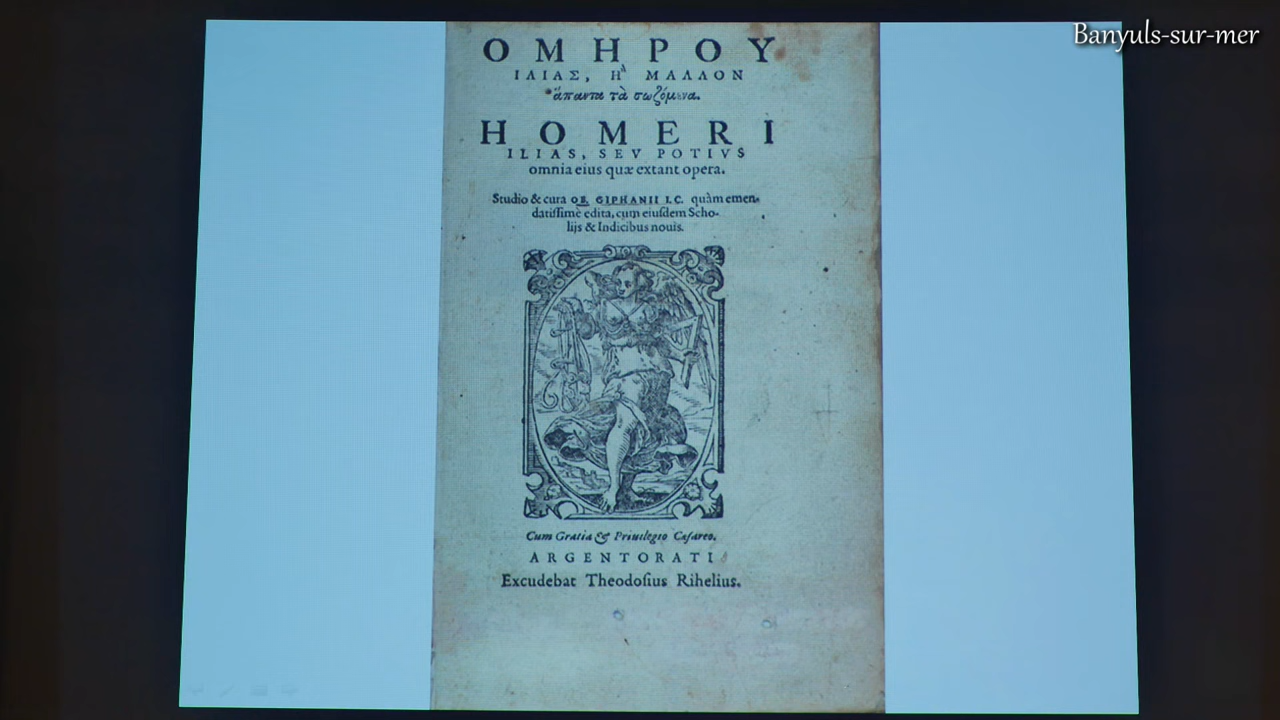 Banyuls-sur-mer
ΟΜΗΡΟΥ
ΙΛΙΑΣ, Ἢ ΜΑΛΛΟΝ
ἅπαντα τὰ σωζόμενα.
HOMERI
ILIAS, SEV POTIVS
omnia eius quæ extant opera.
Studio & cura OB. GIPHANII I.C. quàm emen-
datiſſimè edita, cum eiuſdem Scho-
lijs & Indicibus nouis.
Cum Gratia & Priuilegio Cæſareo.
ARGENTORATI
Excudebat Theodoſius Rihelius.